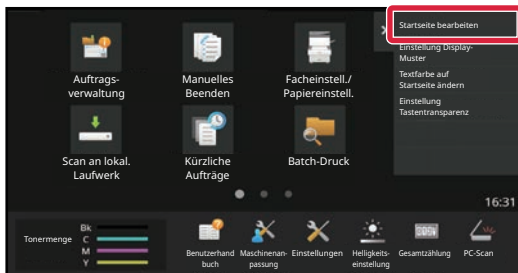 Startseite bearbeiten
Einstellung Display-
Muster
Textfarbe auf
Startseite ändern
Einstellung
Tastentransparenz
Auftrags-
verwaltung
Manuelles
Beenden
Facheinstell./
Papiereinstell.
Scan an lokal.
Laufwerk
Kürzliche
Aufträge
Batch-Druck
16:31
Tonermenge
Bk
C
M
Y
Benutzerhand
buch
Maschinenan-
passung
Einstellungen
Helligkeits-
einstellung
Gesamtzählung
PC-Scan